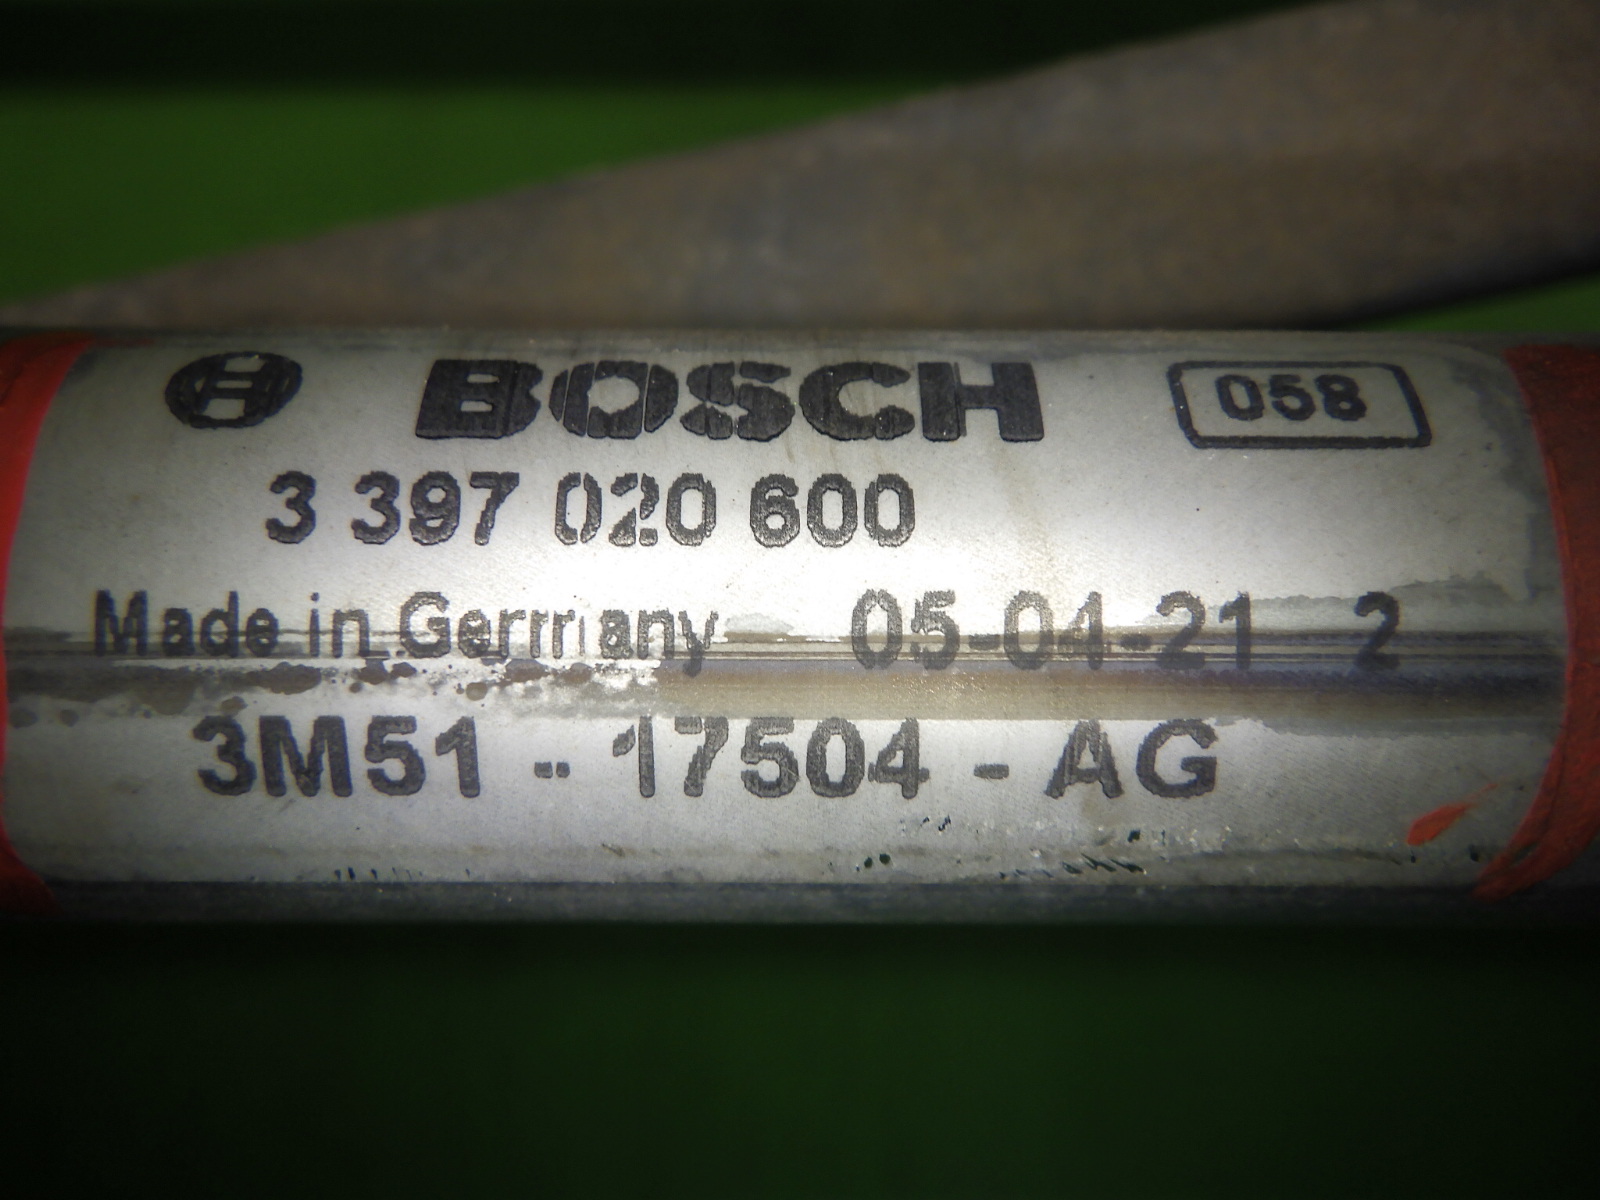 BOSCH 058
3 397 020 600
Made in Germany 05-04-21 2
3M51 - 17504 - AG